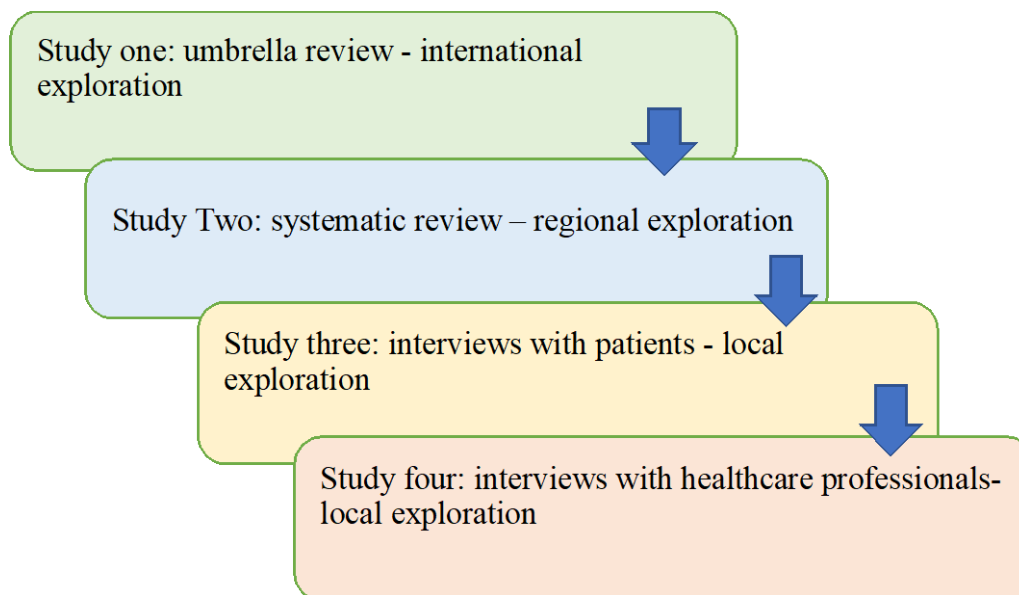 Study one: umbrella review - international
exploration
Study Two: systematic review – regional exploration
Study three: interviews with patients - local
exploration
Study four: interviews with healthcare professionals-
local exploration